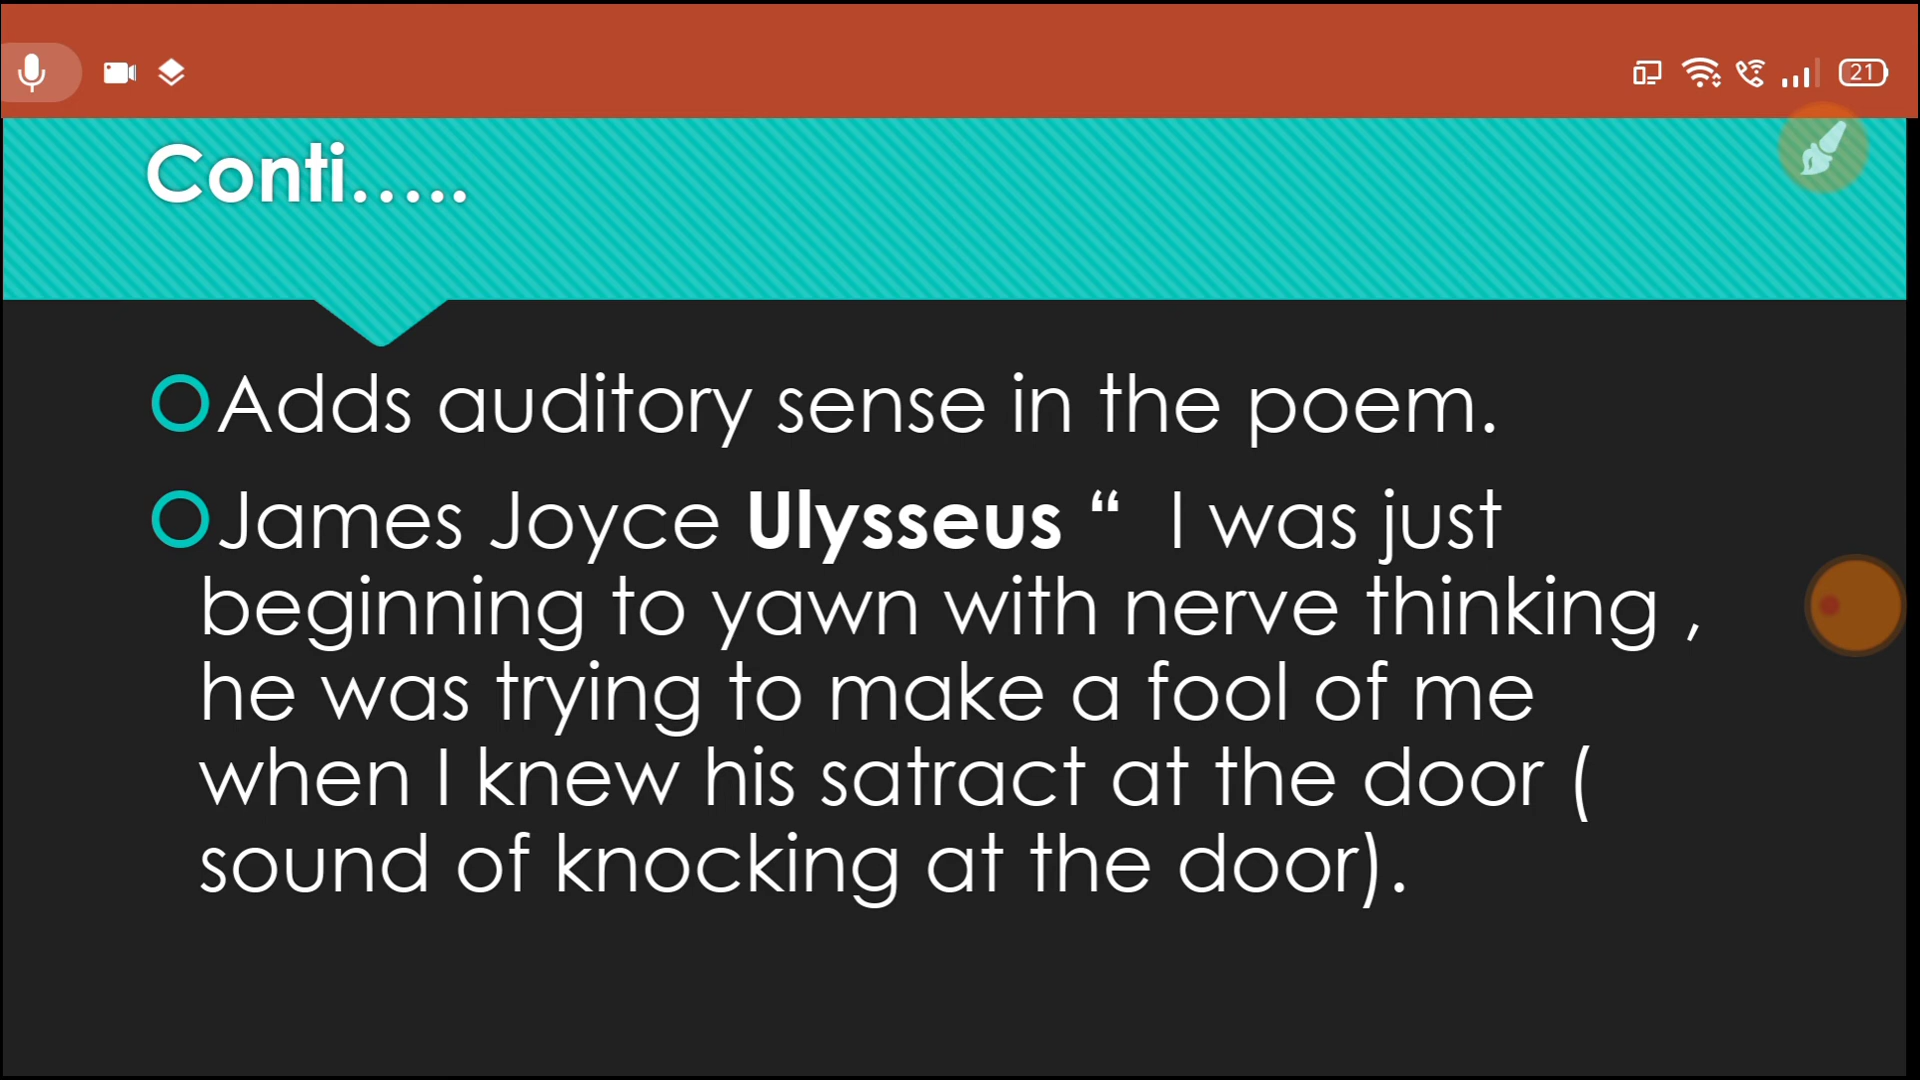 21
Conti.....
Adds auditory sense in the poem.
James Joyce Ulysseus “ I was just
beginning to yawn with nerve thinking ,
he was trying to make a fool of me
when I knew his satract at the door (
sound of knocking at the door).